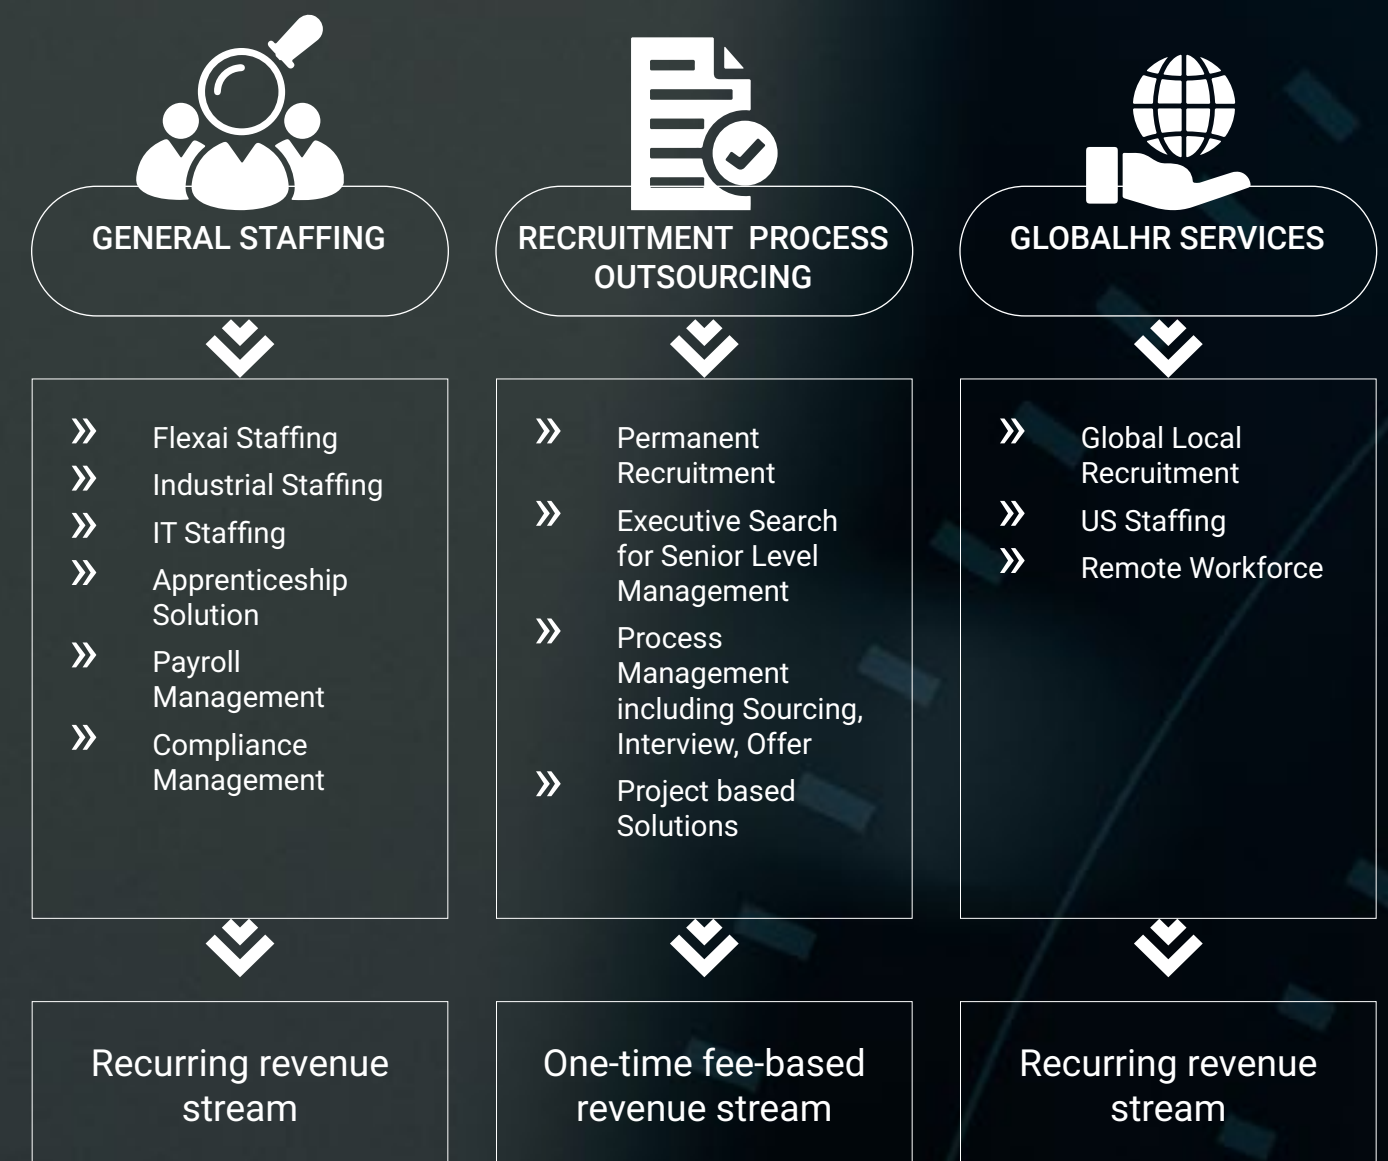 GENERAL STAFFING
Flexai Staffing
Industrial Staffing
IT Staffing
Apprenticeship
Solution
Payroll
Management
Compliance
Management
Recurring revenue
stream
RECRUITMENT PROCESS
OUTSOURCING
Permanent
Recruitment
Executive Search
for Senior Level
Management
Process
Management
including Sourcing,
Interview, Offer
Project based
Solutions
One-time fee-based
revenue stream
GLOBALHR SERVICES
Global Local
Recruitment
US Staffing
Remote Workforce
Recurring revenue
stream